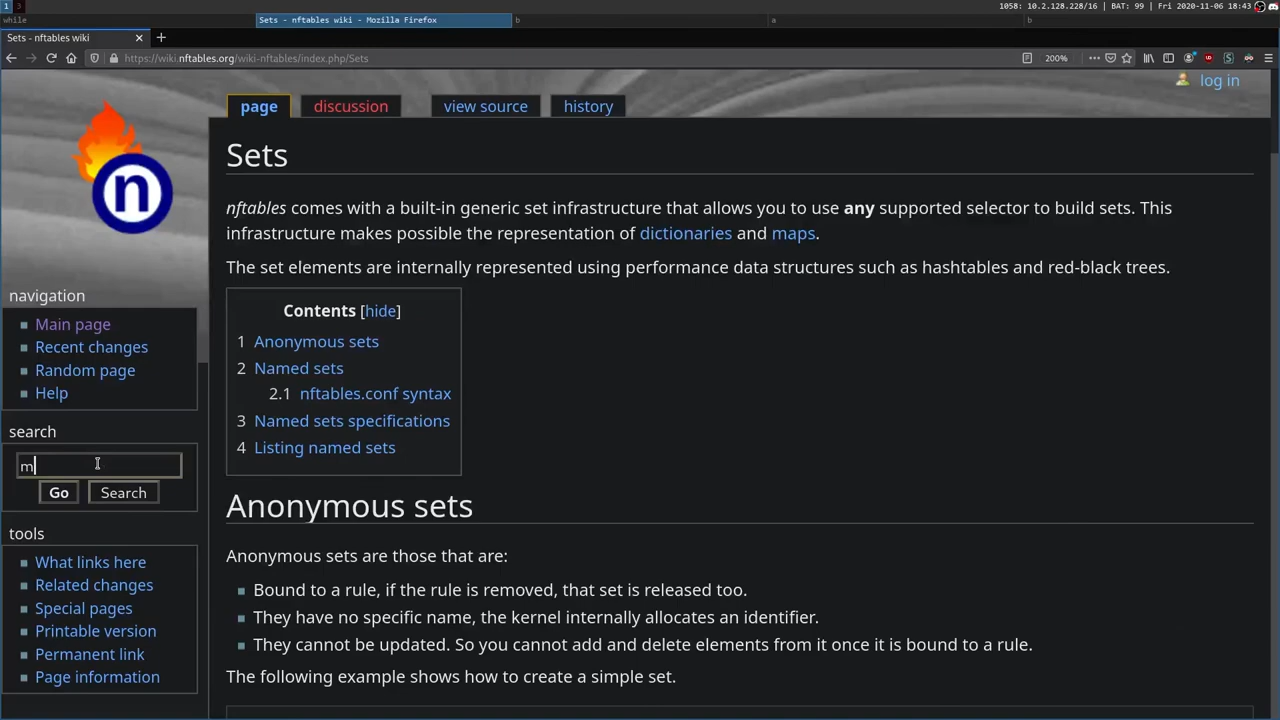 1 3 1058: 10.2.128.228/16 | BAT: 99 | Fri 2020-11-06 18:43
while Sets - nftables wiki - Mozilla Firefox b a b
Sets - nftables wiki
https://wiki.nftables.org/wiki-nftables/index.php/Sets 200%
log in
page discussion view source history
n
Sets
nftables comes with a built-in generic set infrastructure that allows you to use any supported selector to build sets. This
infrastructure makes possible the representation of dictionaries and maps.
The set elements are internally represented using performance data structures such as hashtables and red-black trees.
Contents [hide]
1 Anonymous sets
2 Named sets
2.1 nftables.conf syntax
3 Named sets specifications
4 Listing named sets
navigation
Main page
Recent changes
Random page
Help
search
m
Go Search
tools
What links here
Related changes
Special pages
Printable version
Permanent link
Page information
Anonymous sets
Anonymous sets are those that are:
Bound to a rule, if the rule is removed, that set is released too.
They have no specific name, the kernel internally allocates an identifier.
They cannot be updated. So you cannot add and delete elements from it once it is bound to a rule.
The following example shows how to create a simple set.